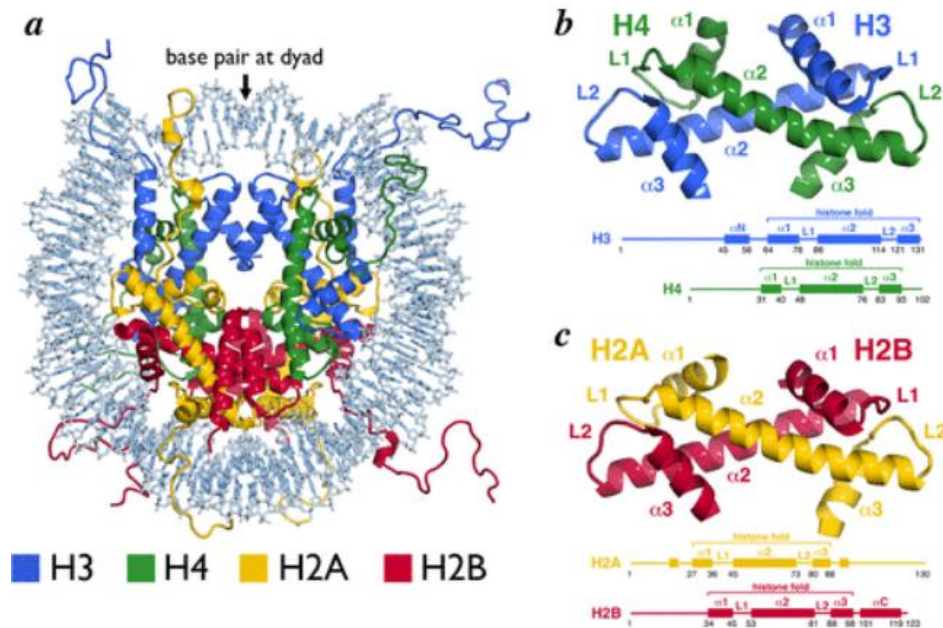 a
base pair at dyad
H3 H4 H2A H2B
b
H4 α1 α1 H3
L1 α2 L1
L2 L2
α2
α3 α3
histone fold
αN α1 L1 α2 L2 α3
H3
1 45 56 64 78 86 114 121 131
histone fold
α1 L1 α2 L2 α3
H4
1 31 40 48 76 83 93 102
c
H2A α1 α1 H2B
L1 α2 L1
L2 L2
α2
α3 α3
histone fold
α1 L1 α2 L2 α3
H2A
1 27 36 45 73 80 88 130
histone fold
α1 L1 α2 L2 α3 αC
H2B
1 34 45 53 81 88 98 101 119 123